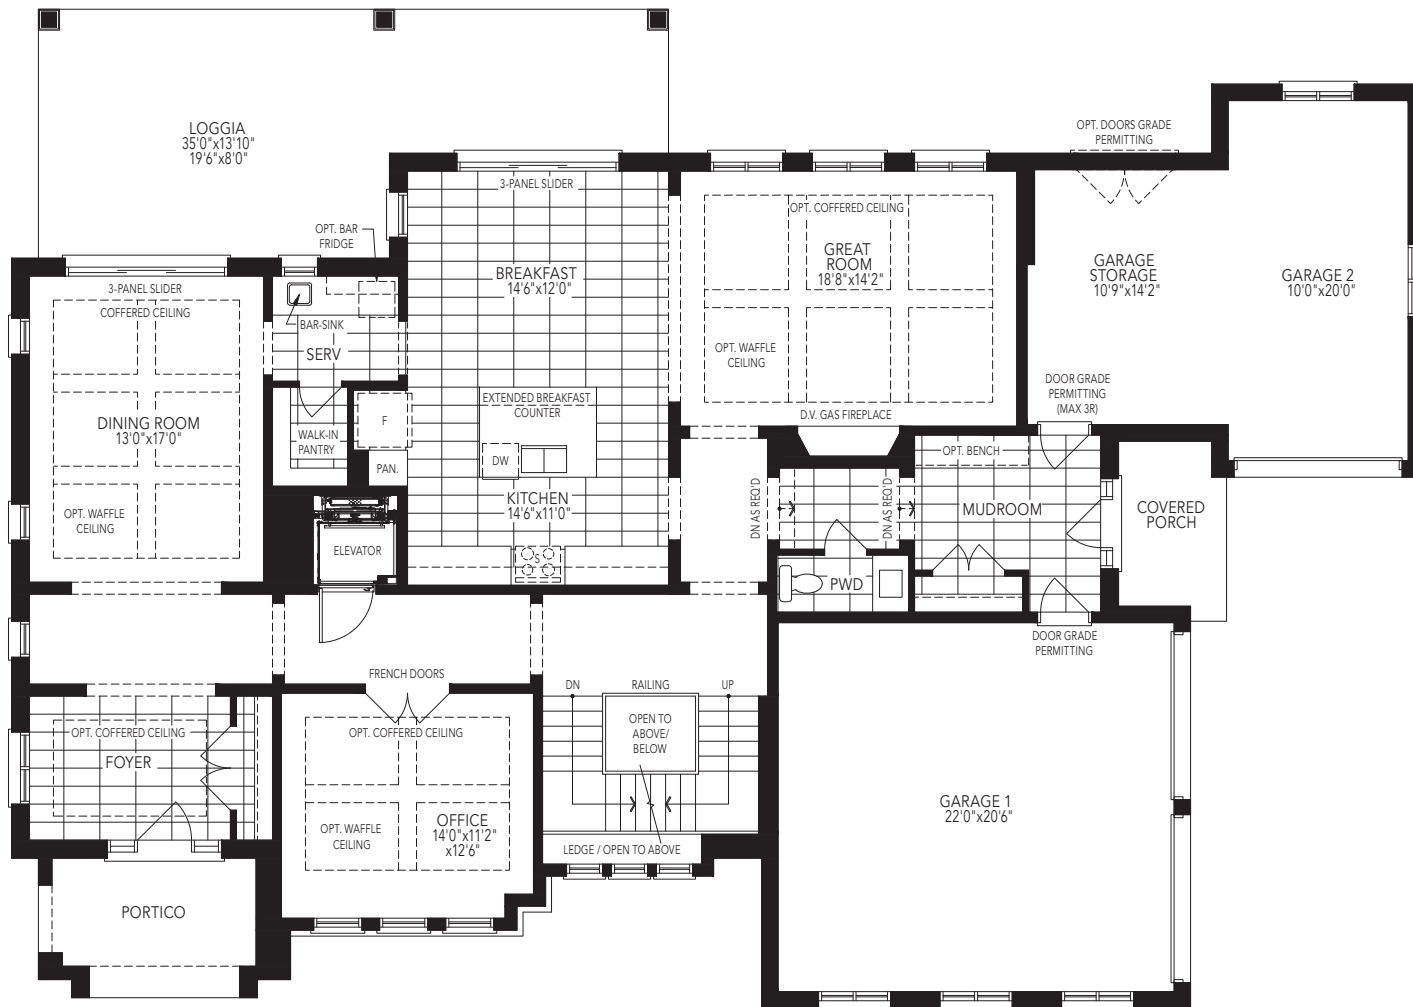 LOGGIA
35'0"x13'10"
19'6"x8'0"
OPT. DOORS GRADE
PERMITTING
3-PANEL SLIDER
OPT. COFFERED CEILING
OPT. BAR
FRIDGE
GREAT
ROOM
18'8"x14'2"
GARAGE
STORAGE
10'9"x14'2"
GARAGE 2
10'0"x20'0"
BREAKFAST
14'6"x12'0"
3-PANEL SLIDER
COFFERED CEILING
BAR-SINK
SERV
OPT. WAFFLE
CEILING
DOOR GRADE
PERMITTING
(MAX 3R)
EXTENDED BREAKFAST
COUNTER
D.V. GAS FIREPLACE
DINING ROOM
13'0"x17'0"
F
WALK-IN
PANTRY
PAN.
DW
OPT. BENCH
KITCHEN
14'6"x11'0"
DN AS REQ'D
DN AS REQ'D
MUDROOM
COVERED
PORCH
OPT. WAFFLE
CEILING
ELEVATOR
S
PWD
DOOR GRADE
PERMITTING
FRENCH DOORS
DN
RAILING
UP
OPT. COFFERED CEILING
FOYER
OPT. COFFERED CEILING
OPEN TO
ABOVE/
BELOW
OPT. WAFFLE
CEILING
OFFICE
14'0"x11'2"
x12'6"
GARAGE 1
22'0"x20'6"
LEDGE / OPEN TO ABOVE
PORTICO